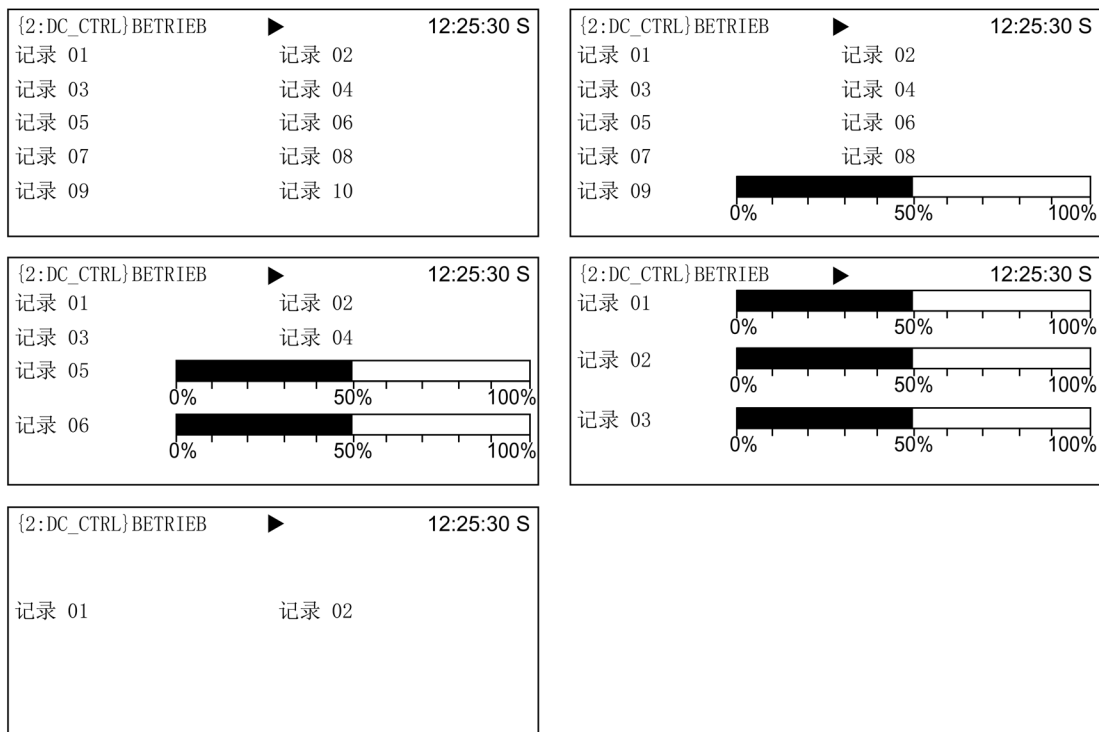 {2:DC_CTRL}BETRIEB 12:25:30 S
记录 01 记录 02
记录 03 记录 04
记录 05 记录 06
记录 07 记录 08
记录 09 记录 10
{2:DC_CTRL}BETRIEB 12:25:30 S
记录 01 记录 02
记录 03 记录 04
记录 05 记录 06
记录 07 记录 08
记录 09
0% 50% 100%
{2:DC_CTRL}BETRIEB 12:25:30 S
记录 01 记录 02
记录 03 记录 04
记录 05
0% 50% 100%
记录 06
0% 50% 100%
{2:DC_CTRL}BETRIEB 12:25:30 S
记录 01
0% 50% 100%
记录 02
0% 50% 100%
记录 03
0% 50% 100%
{2:DC_CTRL}BETRIEB 12:25:30 S
记录 01 记录 02